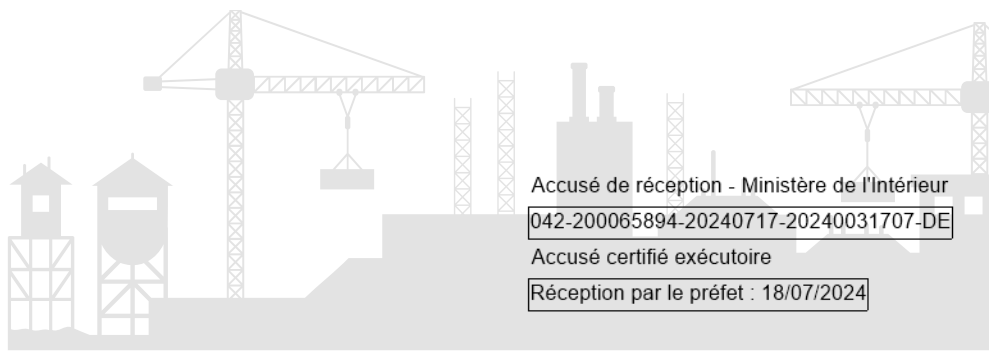 Accusé de réception - Ministère de l'Intérieur
042-200065894-20240717-20240031707-DE
Accusé certifié exécutoire
Réception par le préfet : 18/07/2024